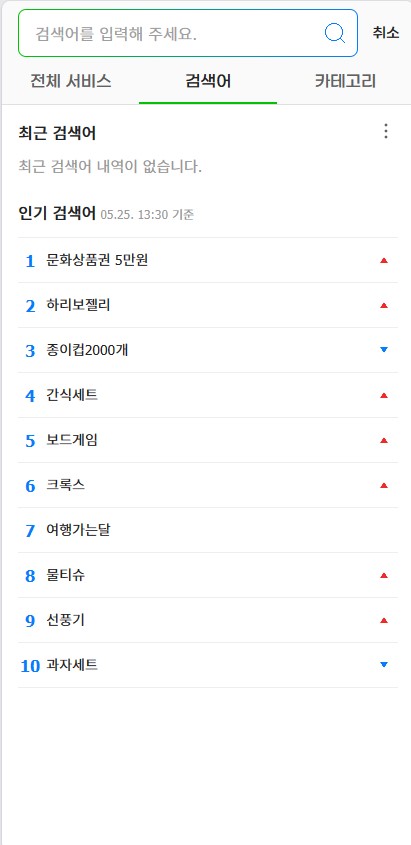 검색어를 입력해 주세요. 취소
전체 서비스 검색어 카테고리
최근 검색어
최근 검색어 내역이 없습니다.
인기 검색어 05.25. 13:30 기준
1 문화상품권 5만원
2 하리보젤리
3 종이컵2000개
4 간식세트
5 보드게임
6 크록스
7 여행가는달
8 물티슈
9 선풍기
10 과자세트